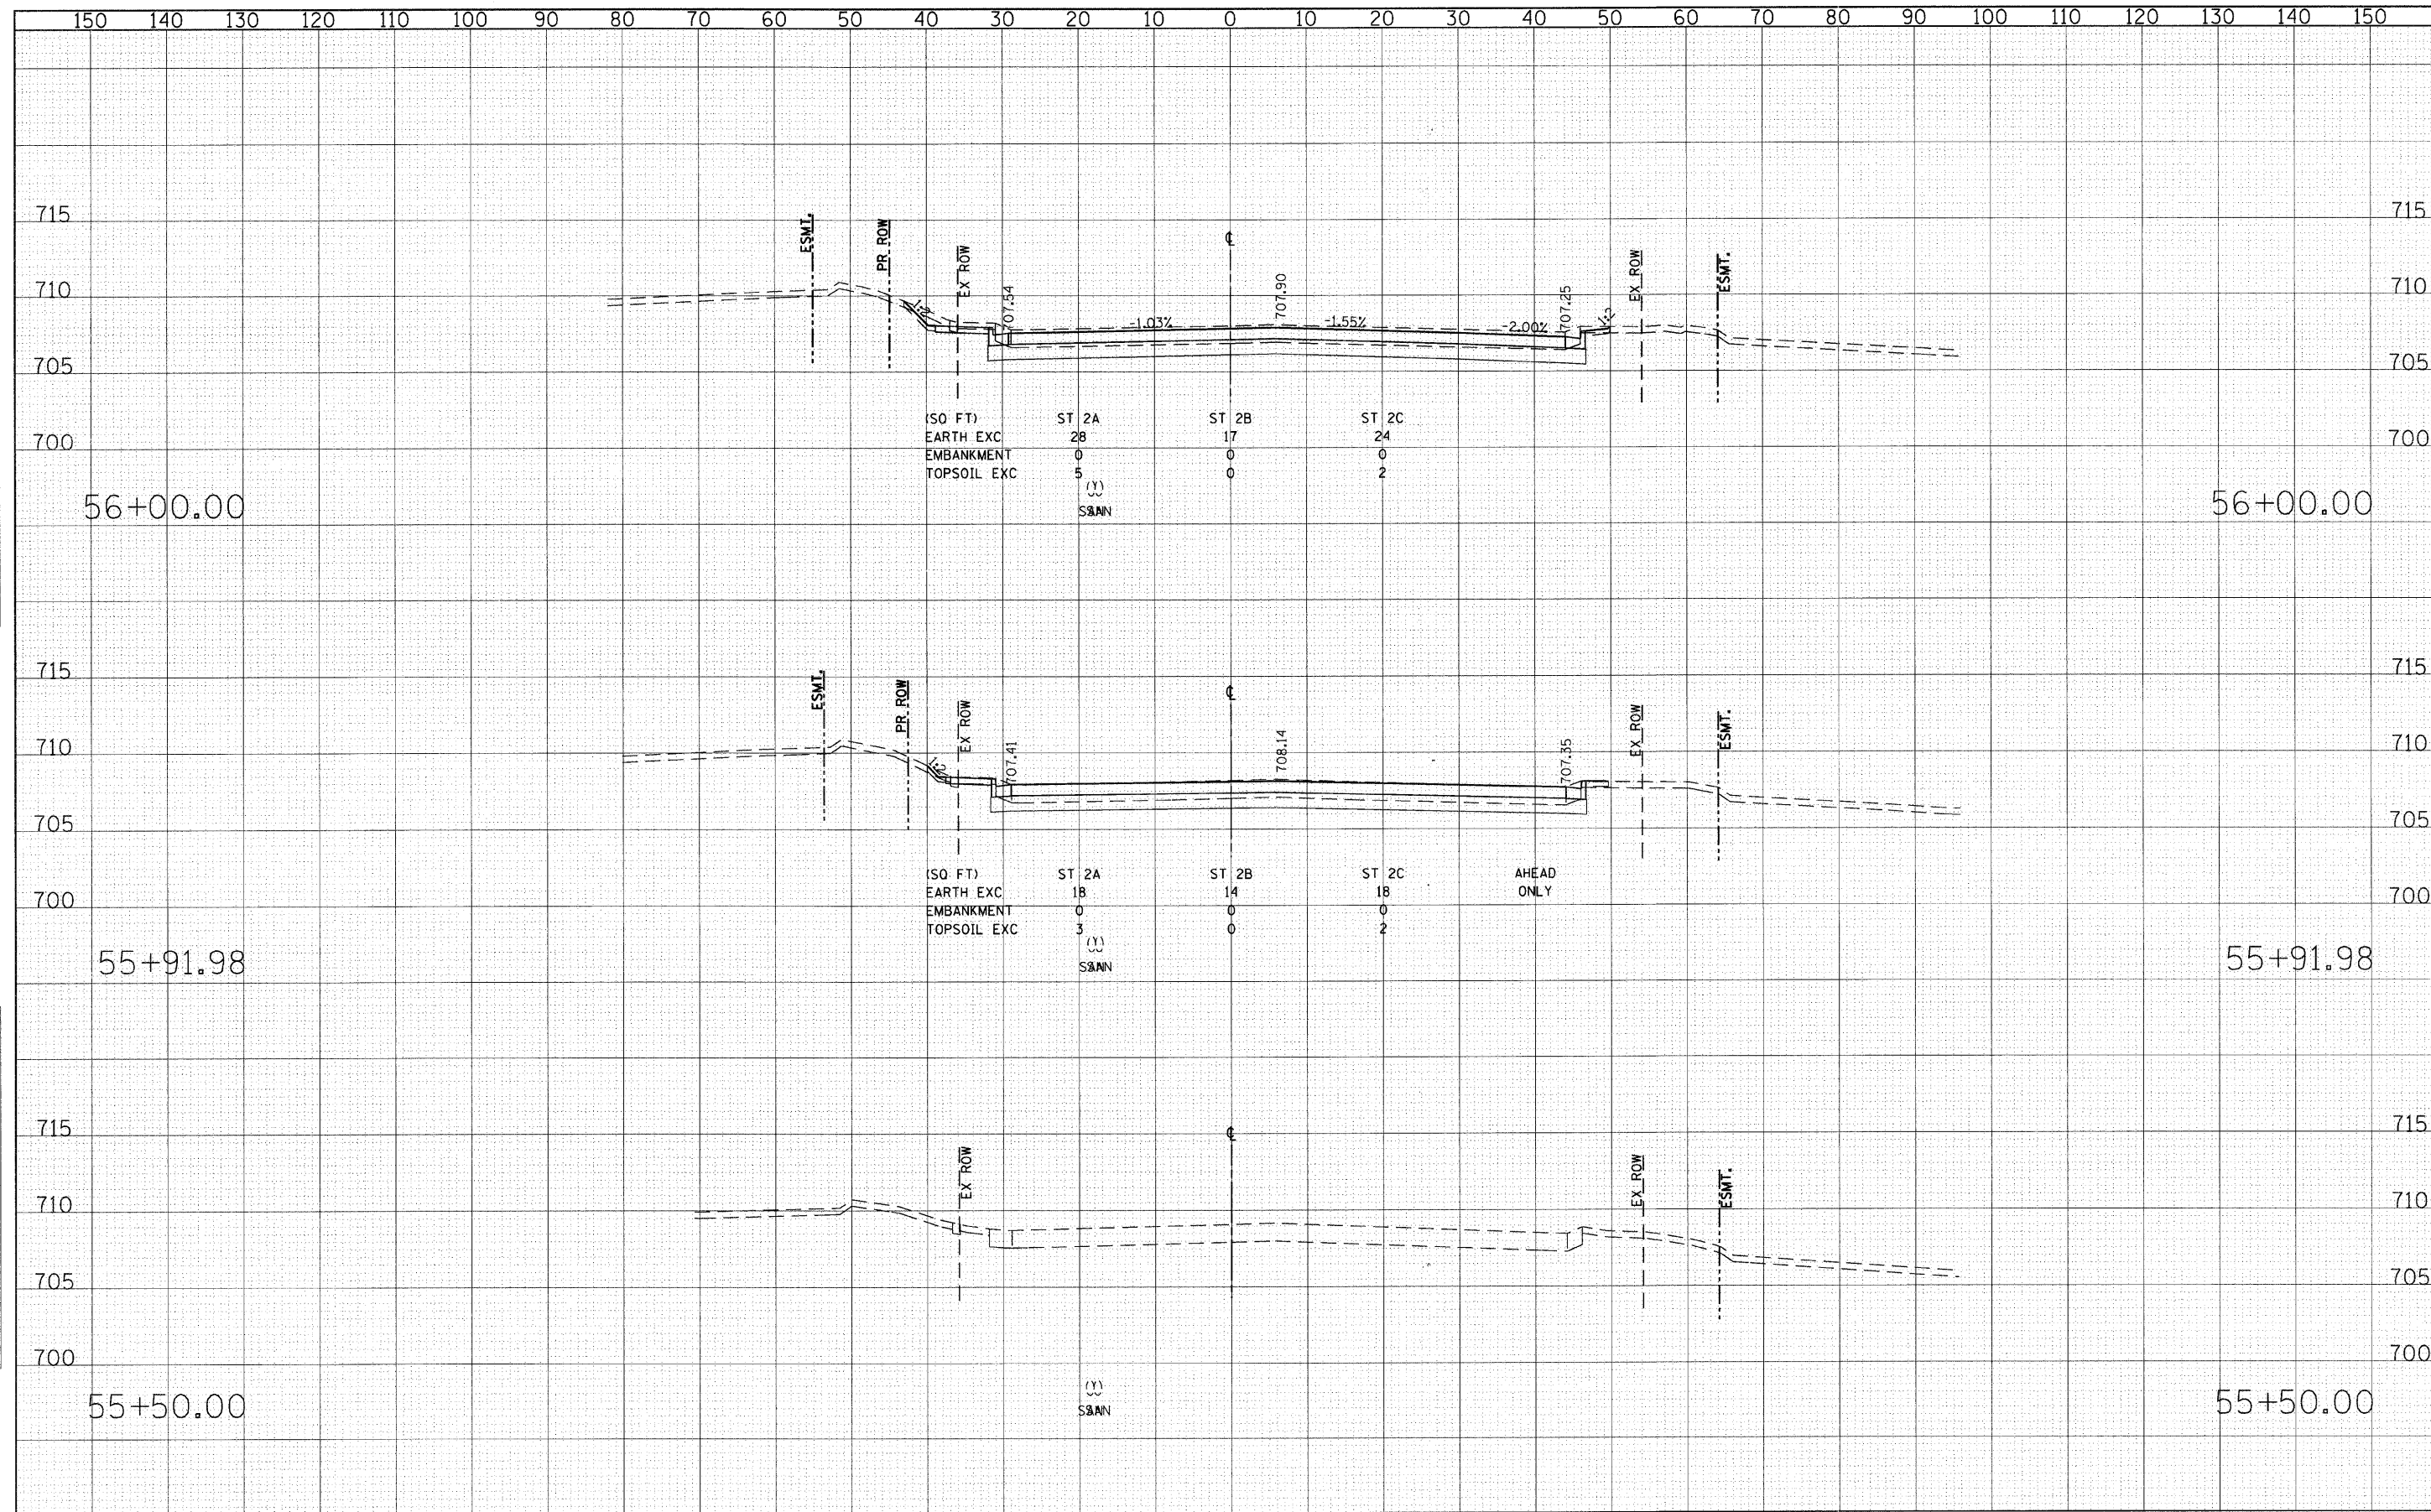 150 140 130 120 110 100 90 80 70 60 50 40 30 20 10 0 10 20 30 40 50 60 70 80 90 100 110 120 130 140 150
715 715
ESMT. PR ROW EX ROW ℄ EX ROW ESMT.
710 710
707.54 707.90 707.25
1:2 -1.03% -1.55% -2.00% 1:2
705 705
(SQ FT) ST 2A ST 2B ST 2C
EARTH EXC 28 17 24
700 700
EMBANKMENT 0 0 0
TOPSOIL EXC 5 0 2
56+00.00 56+00.00
715 715
ESMT. PR ROW EX ROW ℄ EX ROW ESMT.
710 710
707.41 708.14 707.35
1:2
705 705
(SQ FT) ST 2A ST 2B ST 2C AHEAD
EARTH EXC 18 14 18 ONLY
700 700
EMBANKMENT 0 0 0
TOPSOIL EXC 3 0 2
55+91.98 55+91.98
715 715
℄
EX ROW EX ROW ESMT.
710 710
705 705
700 700
55+50.00 55+50.00